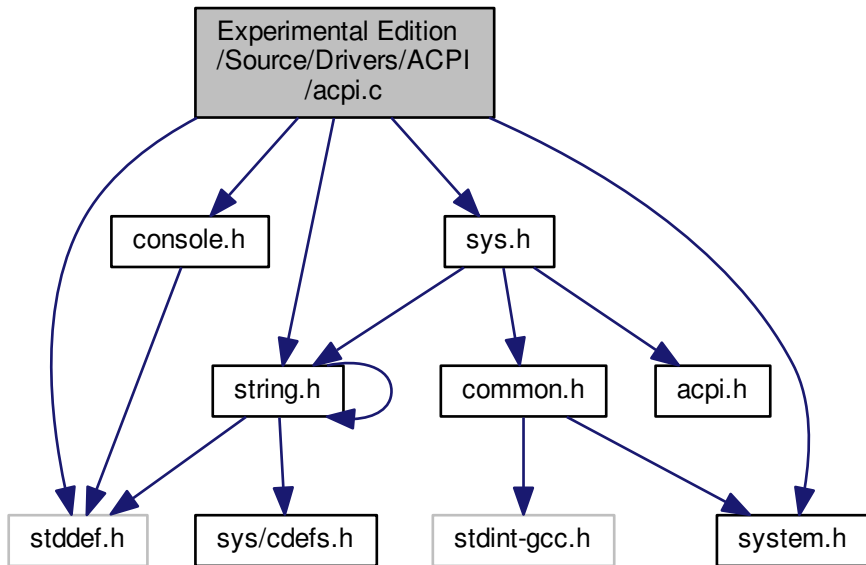 Experimental Edition
/Source/Drivers/ACPI
/acpi.c
console.h
sys.h
string.h
common.h
acpi.h
stddef.h
sys/cdefs.h
stdint-gcc.h
system.h